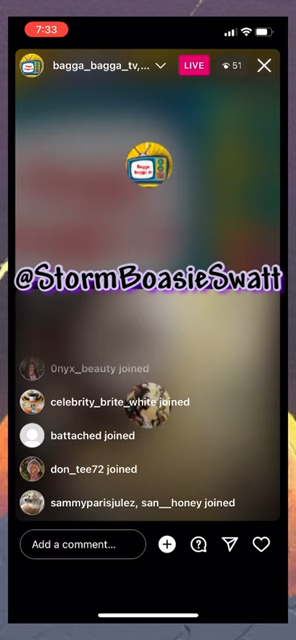 7:33
bagga_bagga_tv,...
LIVE
51
@StormBoasieSwatt
0nyx_beauty joined
celebrity_brite_white joined
battached joined
don_tee72 joined
sammyparisjulez, san__honey joined
Add a comment...